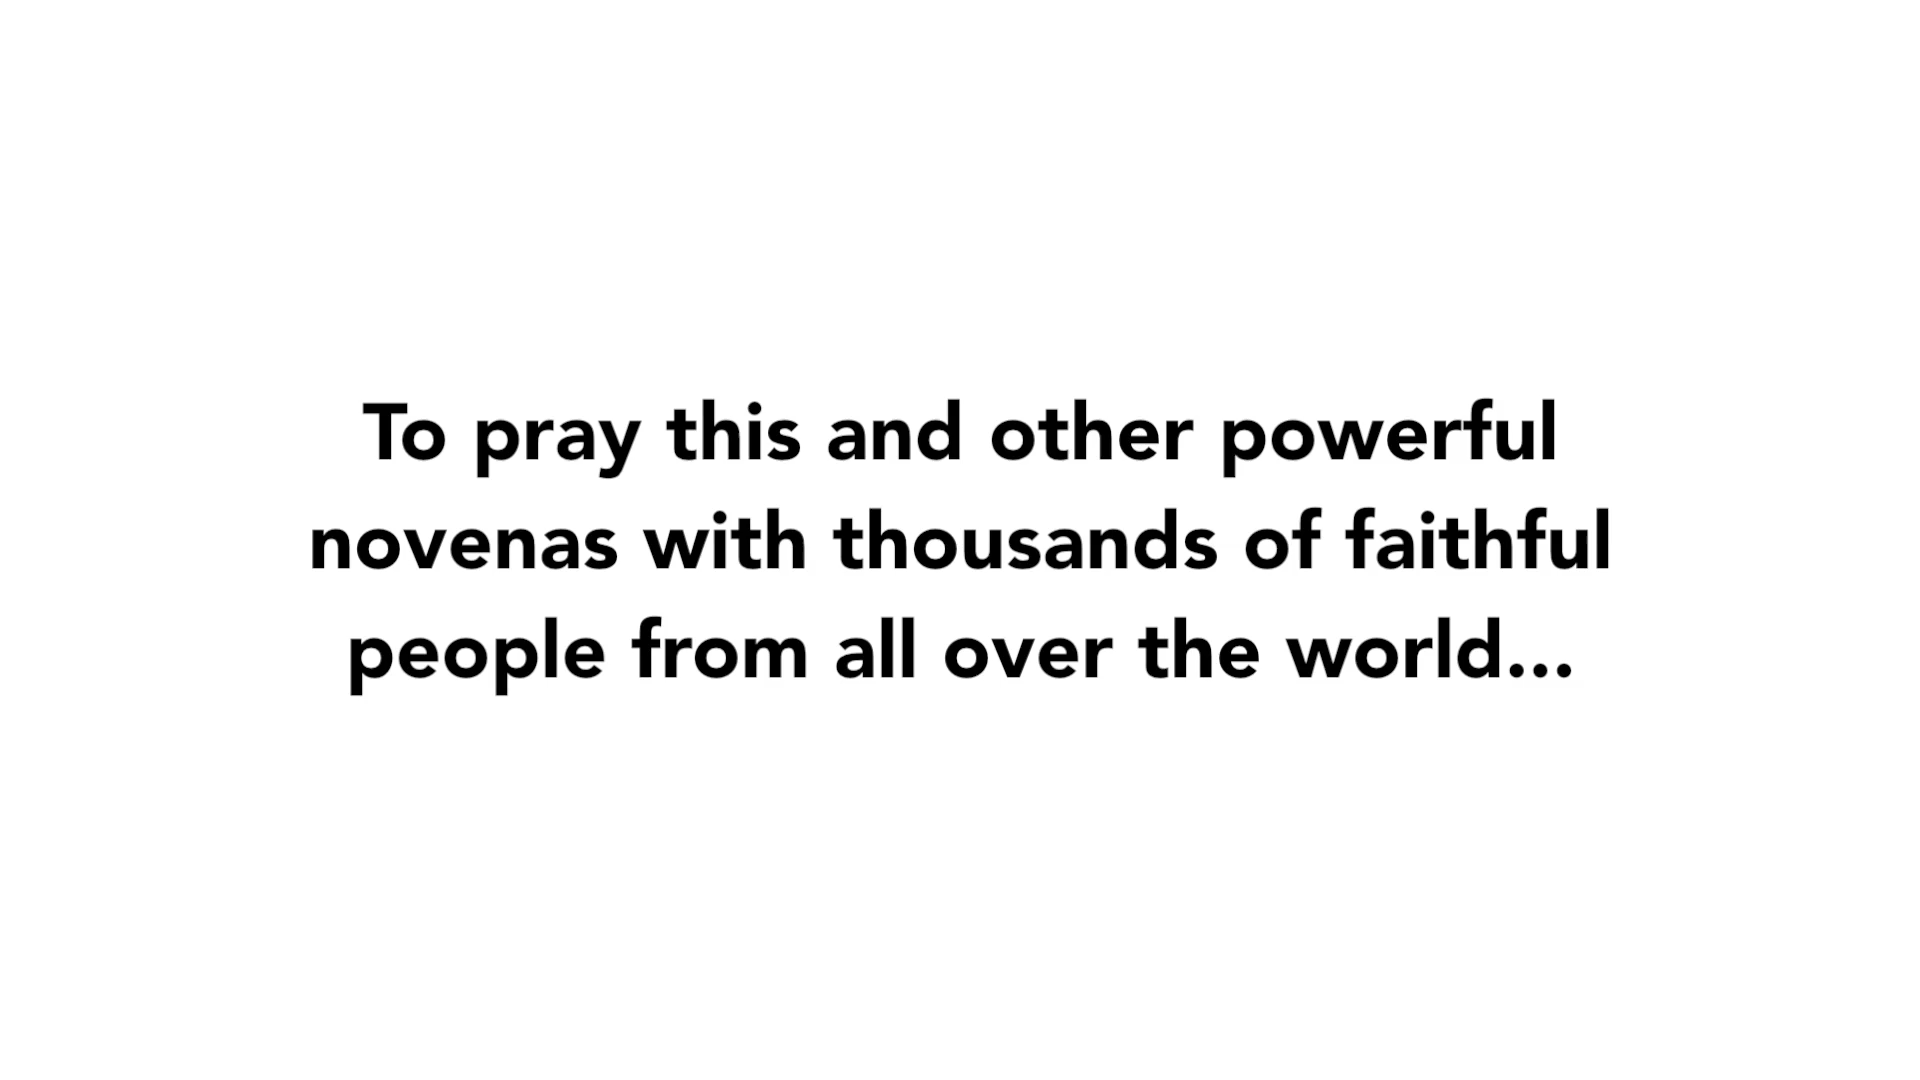 To pray this and other powerful
novenas with thousands of faithful
people from all over the world...